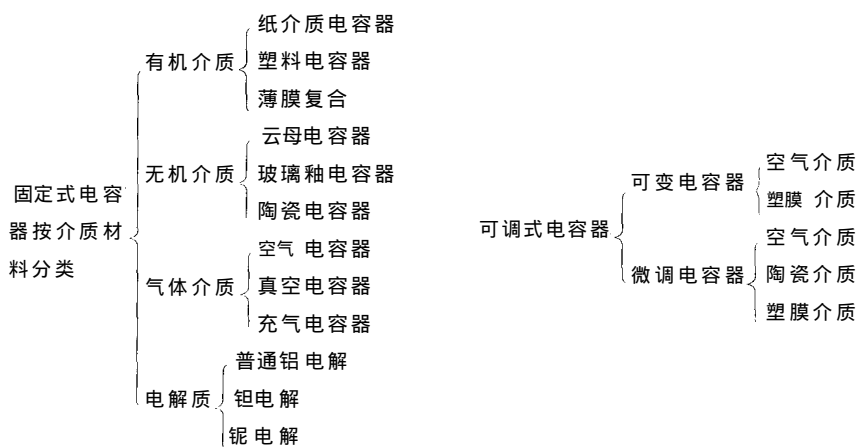 固定式电容
器按介质材
料分类
有机介质
纸介质电容器
塑料电容器
薄膜复合
无机介质
云母电容器
玻璃釉电容器
陶瓷电容器
气体介质
空气 电容器
真空电容器
充气电容器
电解质
普通铝电解
钽电解
铌电解
可调式电容器
可变电容器
空气介质
塑膜 介质
微调电容器
空气介质
陶瓷介质
塑膜介质